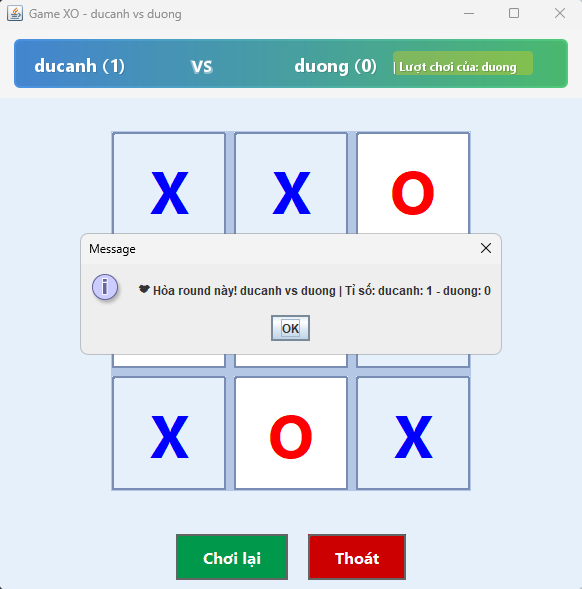 Game XO - ducanh vs duong
ducanh (1) VS duong (0) | Lượt chơi của: duong
X X O
Message
Hòa round này! ducanh vs duong | Tỉ số: ducanh: 1 - duong: 0
OK
X O X
Chơi lại Thoát